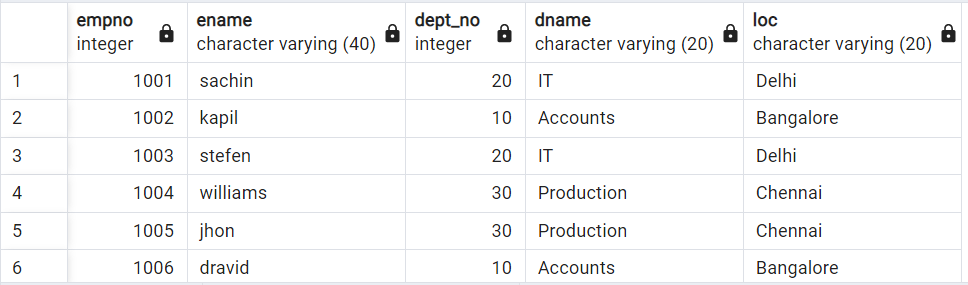 empno ename dept_no dname loc
integer character varying (40) integer character varying (20) character varying (20)
1 1001 sachin 20 IT Delhi
2 1002 kapil 10 Accounts Bangalore
3 1003 stefen 20 IT Delhi
4 1004 williams 30 Production Chennai
5 1005 jhon 30 Production Chennai
6 1006 dravid 10 Accounts Bangalore